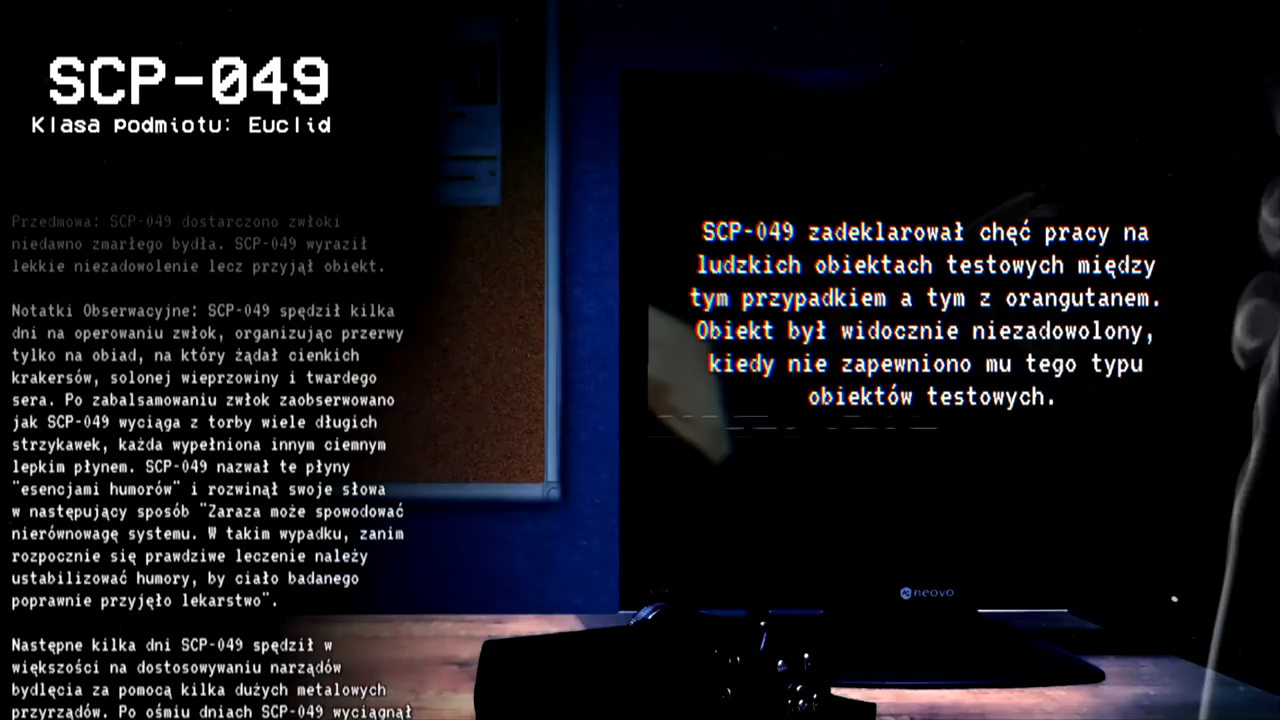 SCP-049
Klasa podmiotu: Euclid
Przedmowa: SCP-049 dostarczono zwłoki
niedawno zmarłego bydła. SCP-049 wyraził
lekkie niezadowolenie lecz przyjął obiekt.
Notatki Obserwacyjne: SCP-049 spędził kilka
dni na operowaniu zwłok, organizując przerwy
tylko na obiad, na który żądał cienkich
krakersów, solonej wieprzowiny i twardego
sera. Po zabalsamowaniu zwłok zaobserwowano
jak SCP-049 wyciąga z torby wiele długich
strzykawek, każda wypełniona innym ciemnym
lepkim płynem. SCP-049 nazwał te płyny
"esencjami humorów" i rozwinął swoje słowa
w następujący sposób "Zaraza może spowodować
nierównowagę systemu. W takim wypadku, zanim
rozpocznie się prawdziwe leczenie należy
ustabilizować humory, by ciało badanego
poprawnie przyjęło lekarstwo".
Następne kilka dni SCP-049 spędził w
większości na dostosowywaniu narządów
bydlęcia za pomocą kilka dużych metalowych
przyrządów. Po ośmiu dniach SCP-049 wyciągnął
SCP-049 zadeklarował chęć pracy na
ludzkich obiektach testowych między
tym przypadkiem a tym z orangutanem.
Obiekt był widocznie niezadowolony,
kiedy nie zapewniono mu tego typu
obiektów testowych.
neovo